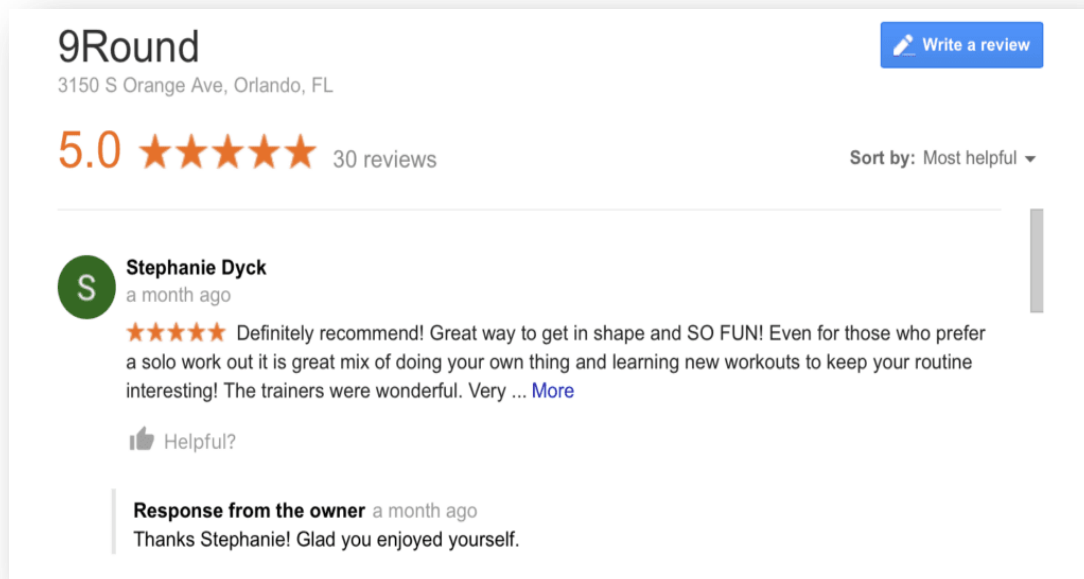 9Round
Write a review
3150 S Orange Ave, Orlando, FL
5.0 30 reviews
Sort by: Most helpful
S
Stephanie Dyck
a month ago
Definitely recommend! Great way to get in shape and SO FUN! Even for those who prefer
a solo work out it is great mix of doing your own thing and learning new workouts to keep your routine
interesting! The trainers were wonderful. Very ... More
Helpful?
Response from the owner a month ago
Thanks Stephanie! Glad you enjoyed yourself.